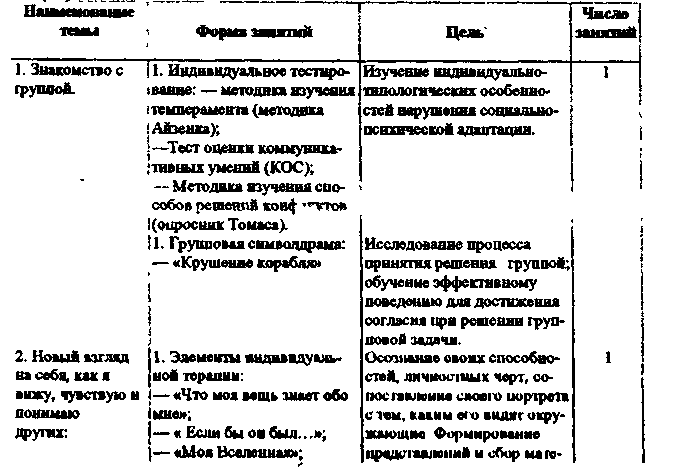 Наименование темы
Форма занятий
Цель
Число занятий
1. Знакомство с
группой.
1. Индивидуальное тестиро-
вание: — методика изучения
темперамента (методика
Айзенка);
—Тест оценки коммуника-
тивных умений (КОС);
— Методика изучения спо-
собов решений
(опросник Томаса).
1. Групповая символдрама:
— «Крушение корабля»
Изучение индивидуально-
типологических особенно-
стей нарушения социально-
психической адаптации.
Исследование процесса
принятия решения группой;
обучение эффективному
поведению для достижения
согласия при решении груп-
повой задачи.
1
2. Новый взгляд
на себя, как я
вижу, чувствую и
понимаю
других:
1. Элементы индивидуаль-
ной терапии:
— «Что моя вещь знает обо
мне»;
— « Если бы он был...»;
— «Моя Вселенная»;
Осознание своих способно-
стей, личностных черт, со-
поставление своего портрета
с тем, каким его видят окру-
жающие Формирование
представлений и сбор мате-
1